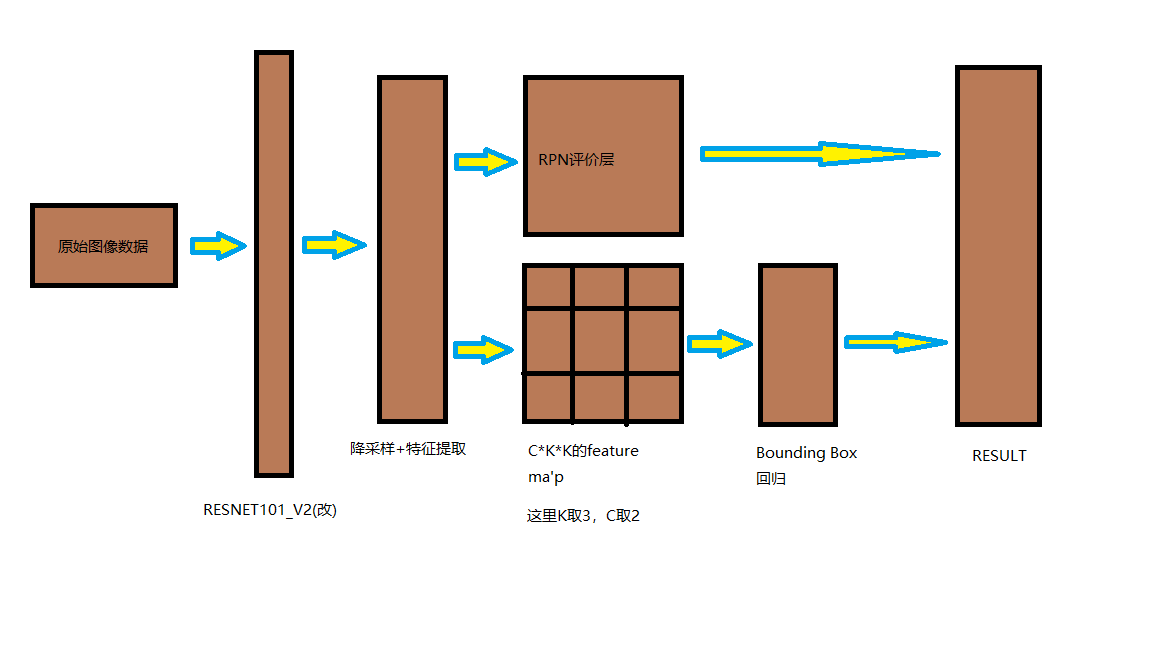 原始图像数据
RESNET101_V2(改)
降采样+特征提取
RPN评价层
C*K*K的feature
ma'p
这里K取3，C取2
Bounding Box
回归
RESULT